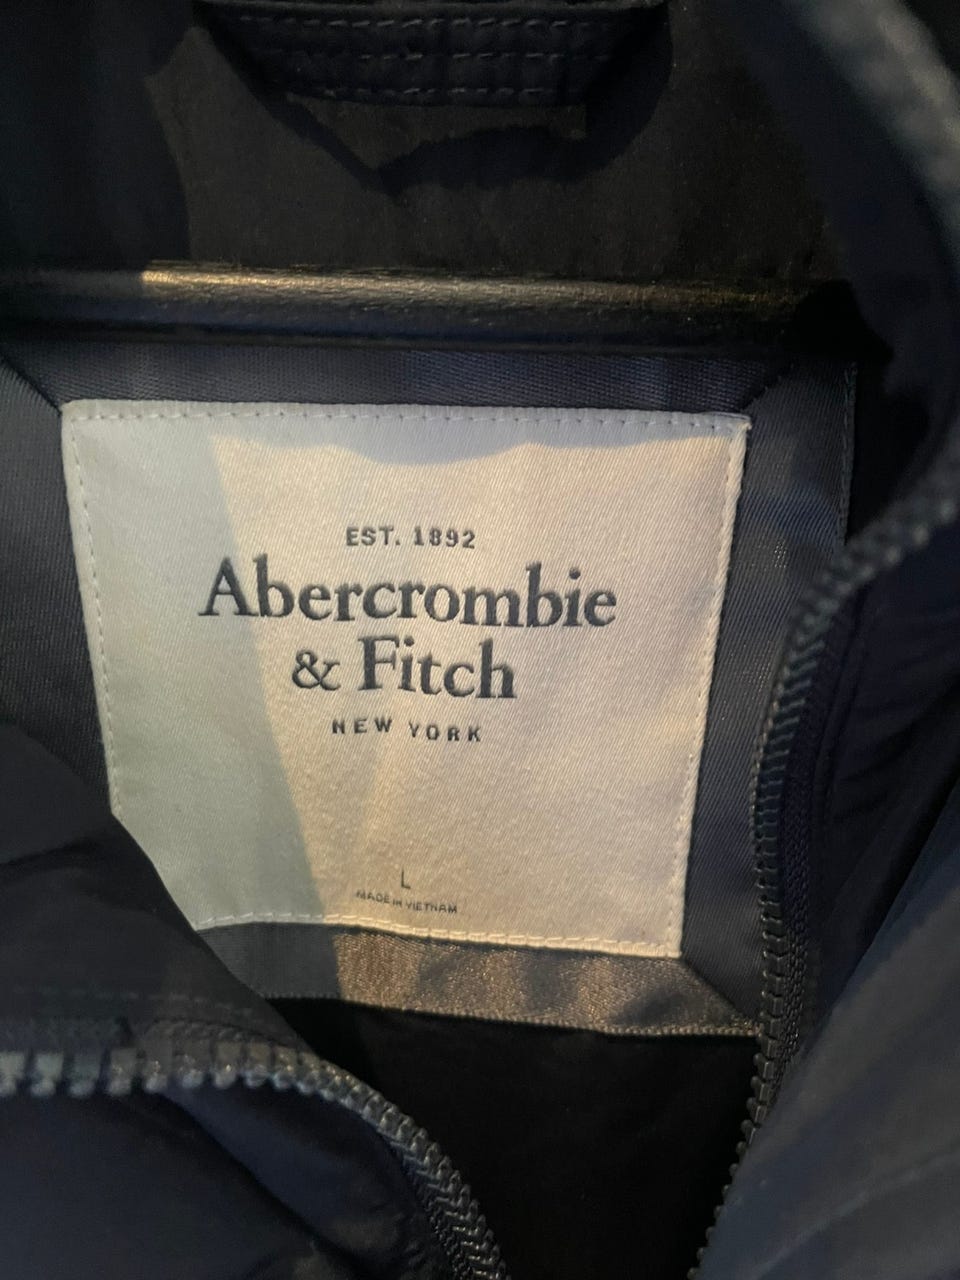 EST. 1892
Abercrombie
& Fitch
NEW YORK
L
MADE IN VIETNAM